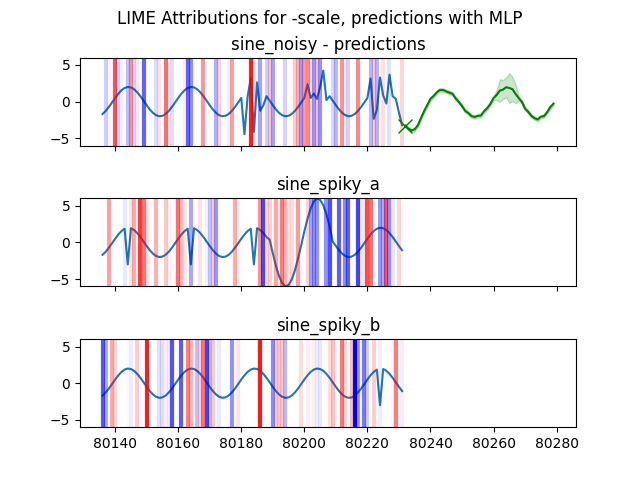 LIME Attributions for -scale, predictions with MLP
sine_noisy - predictions
5
0
−5
sine_spiky_a
5
0
−5
sine_spiky_b
5
0
−5
80140 80160 80180 80200 80220 80240 80260 80280